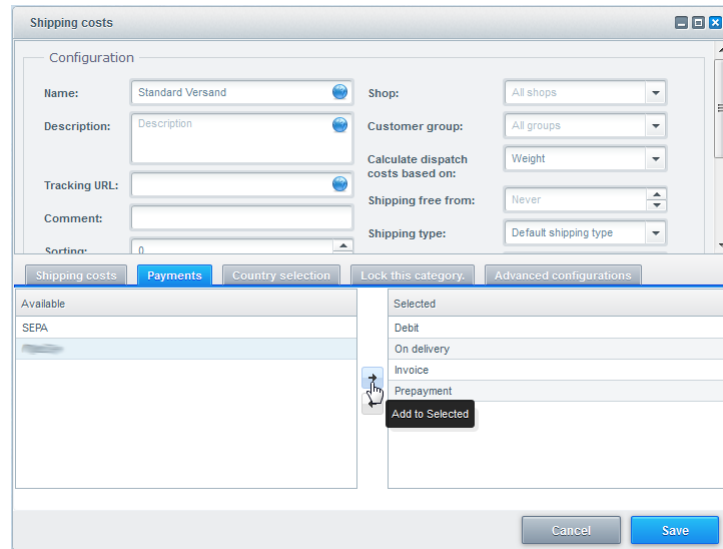 Shipping costs
Configuration
Name:
Standard Versand
Shop:
All shops
Description:
Description
Customer group:
All groups
Calculate dispatch
costs based on:
Weight
Tracking URL:
Shipping free from:
Never
Comment:
Shipping type:
Default shipping type
Sorting:
0
Shipping costs
Payments
Country selection
Lock this category.
Advanced configurations
Available
Selected
SEPA
Debit
On delivery
Invoice
Prepayment
Add to Selected
Cancel
Save